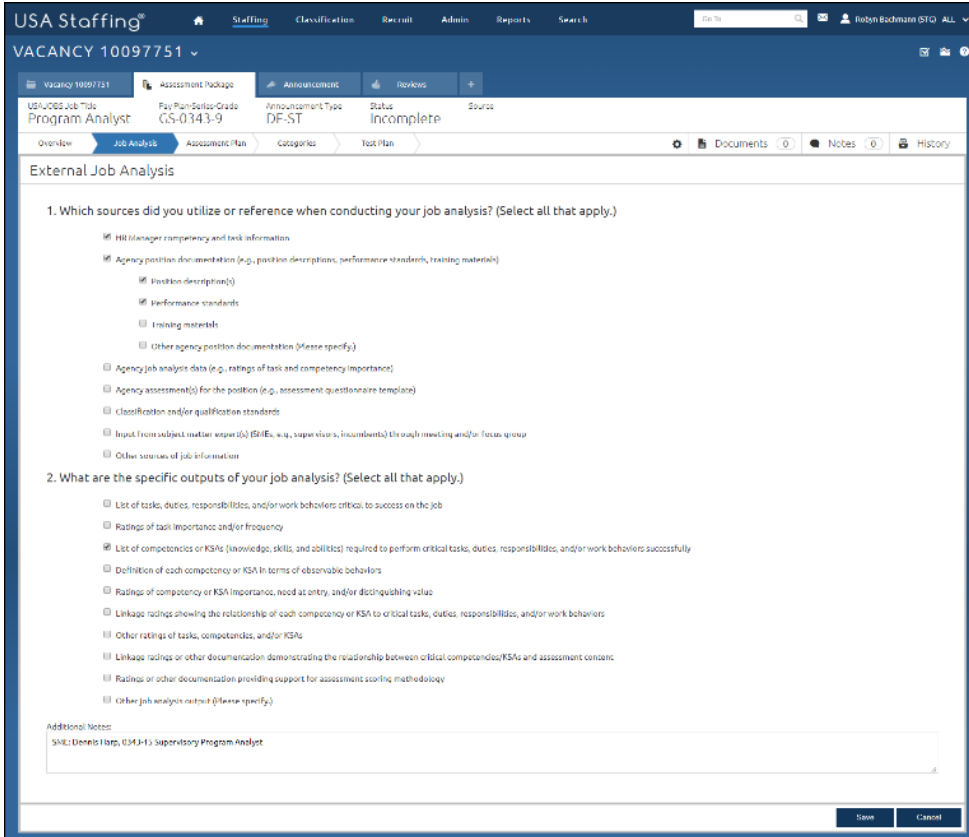 USA Staffing®
Staffing Classification Recruit Admin Reports Search
Go To
Robyn Bachmann (STG) ALL
VACANCY 10097751
Vacancy 10097751 Assessment Package Announcement Reviews +
USAJOBS Job Title Pay Plan-Series-Grade Announcement Type Status Source
Program Analyst GS-0343-9 DE-ST Incomplete
Overview Job Analysis Assessment Plan Categories Test Plan Documents 0 Notes 0 History
External Job Analysis
1. Which sources did you utilize or reference when conducting your job analysis? (Select all that apply.)
HR Manager competency and task information
Agency position documentation (e.g., position descriptions, performance standards, training materials)
Position description(s)
Performance standards
Training materials
Other agency position documentation (Please specify.)
Agency job analysis data (e.g., ratings of task and competency importance)
Agency assessment(s) for the position (e.g., assessment questionnaire template)
Classification and/or qualification standards
Input from subject matter expert(s) (SMEs, e.g., supervisors, incumbents) through meeting and/or focus group
Other sources of job information
2. What are the specific outputs of your job analysis? (Select all that apply.)
List of tasks, duties, responsibilities, and/or work behaviors critical to success on the job
Ratings of task importance and/or frequency
List of competencies or KSAs (knowledge, skills, and abilities) required to perform critical tasks, duties, responsibilities, and/or work behaviors successfully
Definition of each competency or KSA in terms of observable behaviors
Ratings of competency or KSA importance, need at entry, and/or distinguishing value
Linkage ratings showing the relationship of each competency or KSA to critical tasks, duties, responsibilities, and/or work behaviors
Other ratings of tasks, competencies, and/or KSAs
Linkage ratings or other documentation demonstrating the relationship between critical competencies/KSAs and assessment content
Ratings or other documentation providing support for assessment scoring methodology
Other job analysis output (Please specify.)
Additional Notes:
SME: Dennis Harp, 0343-15 Supervisory Program Analyst
Save Cancel